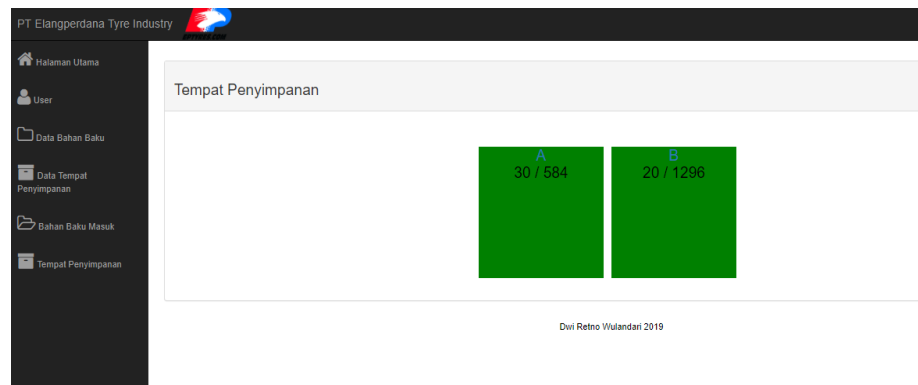 PT Elangperdana Tyre Industry
Halaman Utama
User
Data Bahan Baku
Data Tempat
Penyimpanan
Bahan Baku Masuk
Tempat Penyimpanan
Tempat Penyimpanan
A
30 / 584
B
20 / 1296
Dwi Retno Wulandari 2019